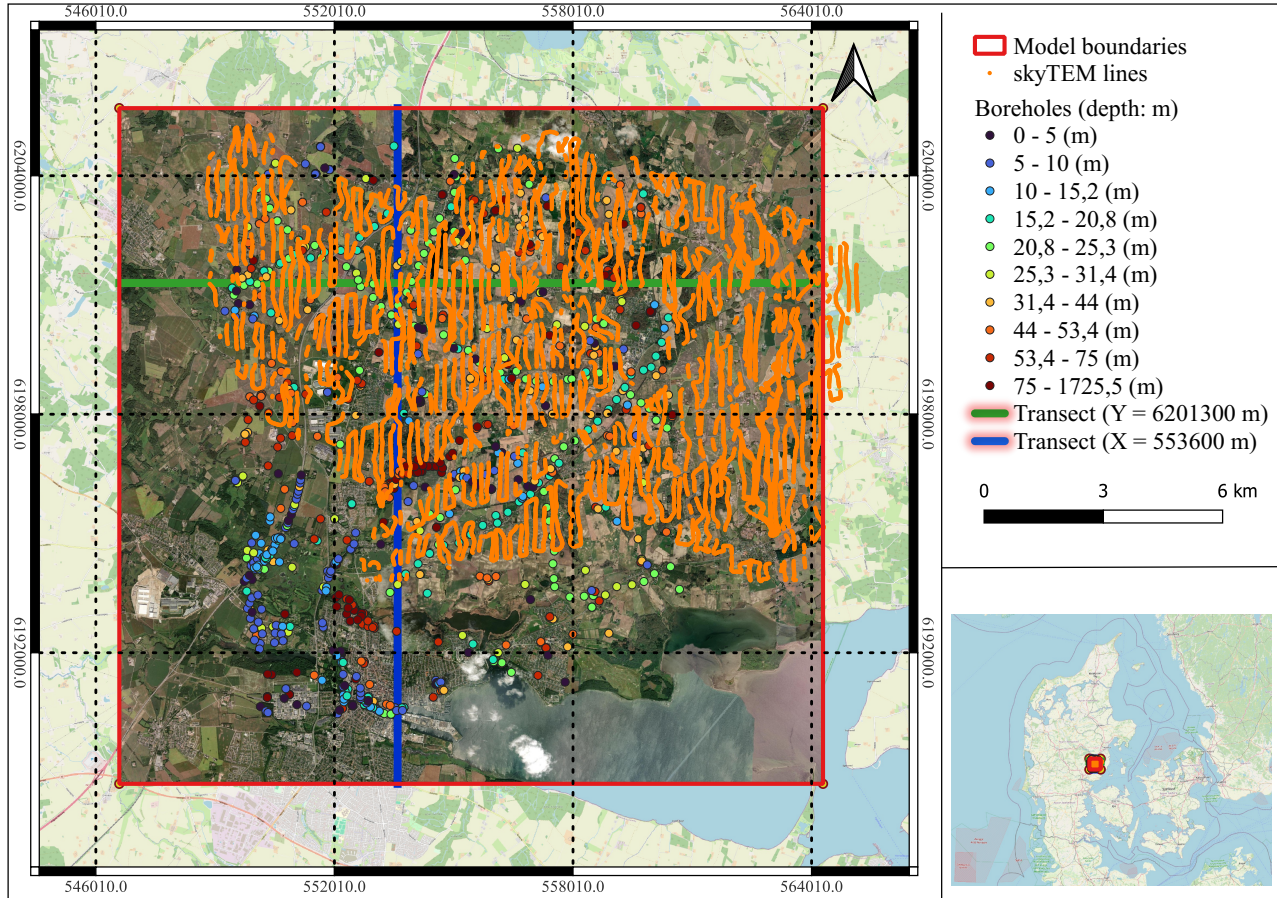 546010.0 552010.0 558010.0 564010.0
6204000.0 6204000.0
6198000.0 6198000.0
6192000.0 6192000.0
546010.0 552010.0 558010.0 564010.0
Model boundaries
skyTEM lines
Boreholes (depth: m)
0 - 5 (m)
5 - 10 (m)
10 - 15,2 (m)
15,2 - 20,8 (m)
20,8 - 25,3 (m)
25,3 - 31,4 (m)
31,4 - 44 (m)
44 - 53,4 (m)
53,4 - 75 (m)
75 - 1725,5 (m)
Transect (Y = 6201300 m)
Transect (X = 553600 m)
0 3 6 km